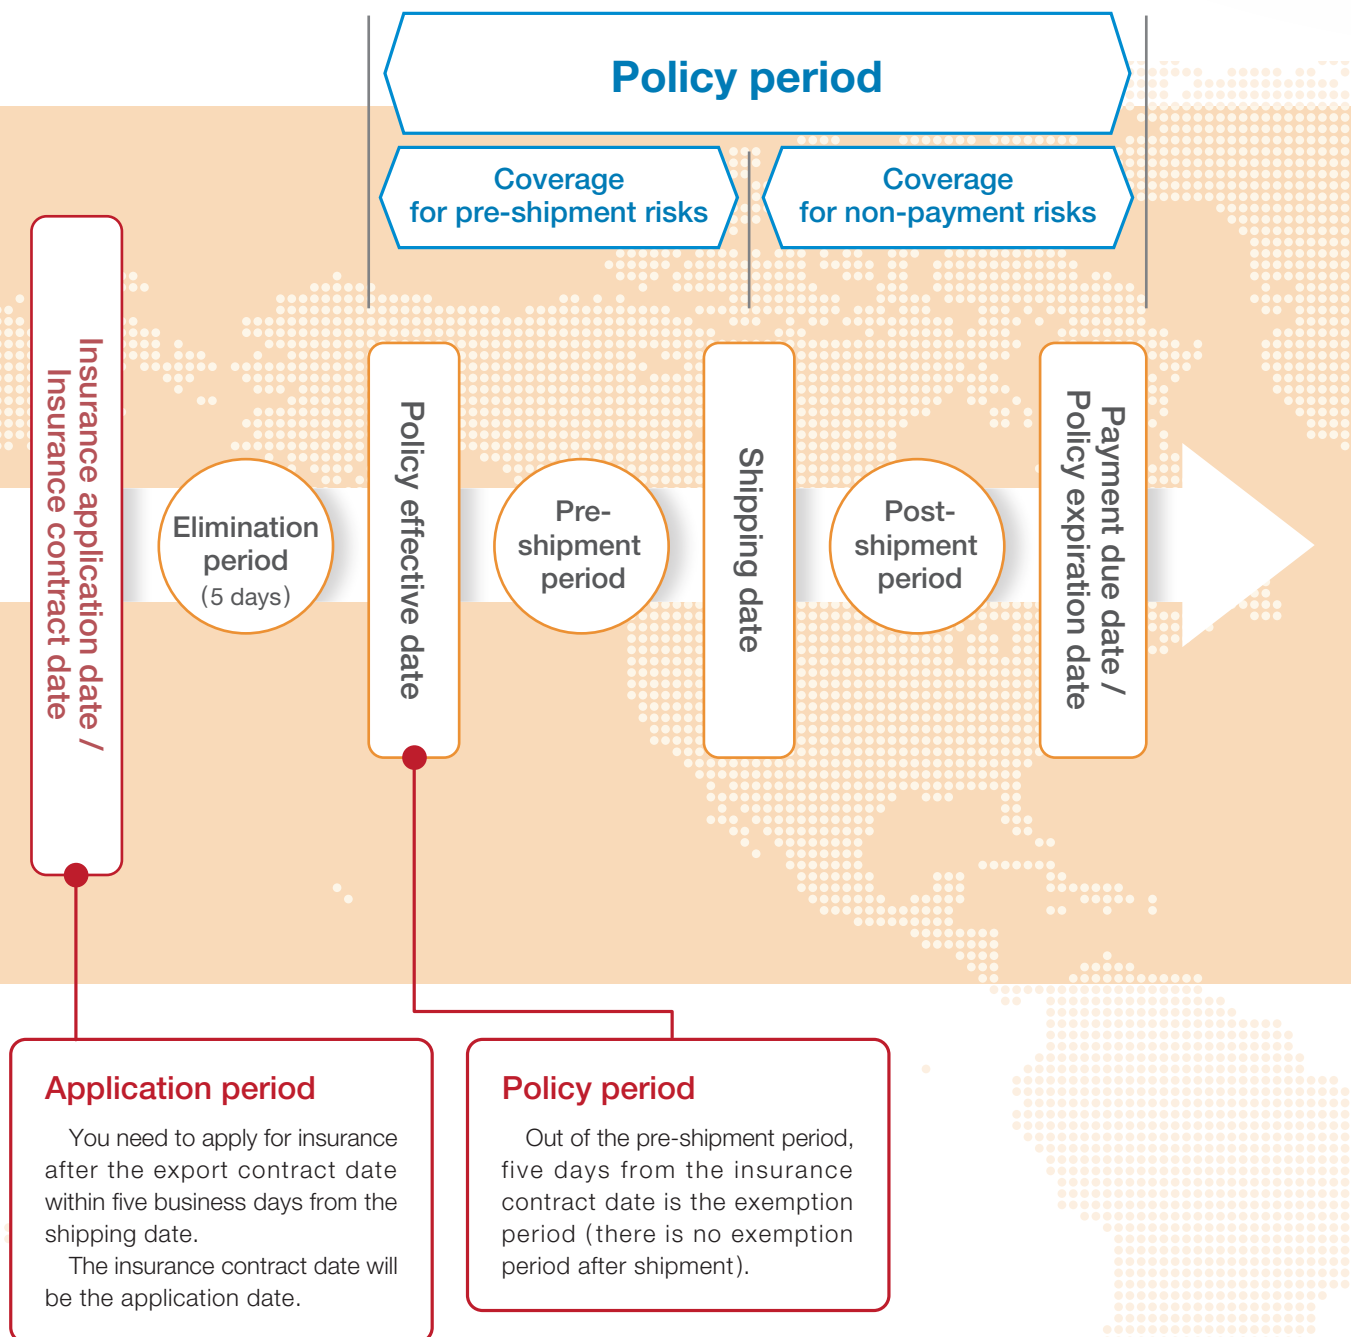 Policy period
Coverage
for pre-shipment risks
Coverage
for non-payment risks
Insurance application date /
Insurance contract date
Elimination
period
(5 days)
Policy effective date
Pre-
shipment
period
Shipping date
Post-
shipment
period
Payment due date /
Policy expiration date
Application period
You need to apply for insurance
after the export contract date
within five business days from the
shipping date.
The insurance contract date will
be the application date.
Policy period
Out of the pre-shipment period,
five days from the insurance
contract date is the exemption
period (there is no exemption
period after shipment).